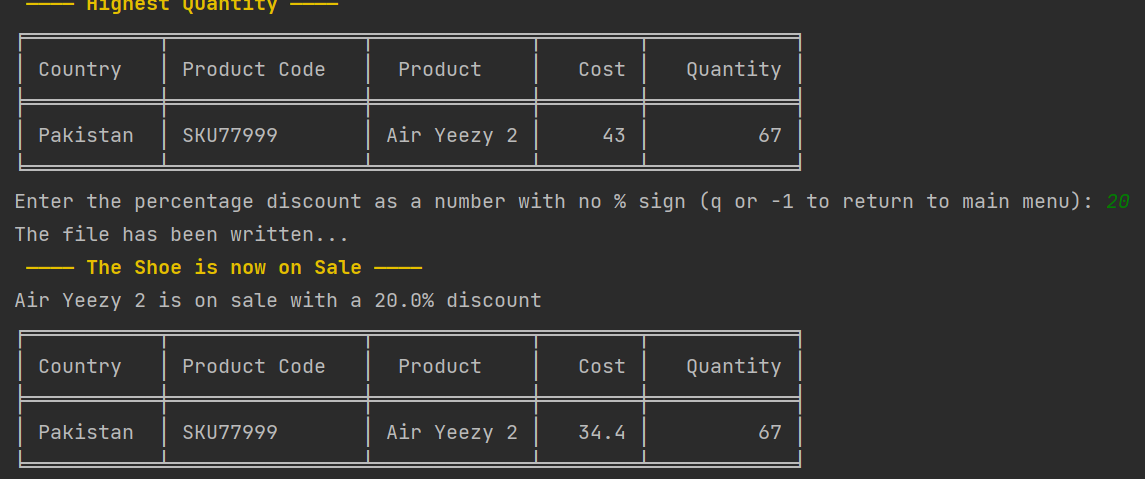 ──── Highest Quantity ────
Country Product Code Product Cost Quantity
Pakistan SKU77999 Air Yeezy 2 43 67
Enter the percentage discount as a number with no % sign (q or -1 to return to main menu): 20
The file has been written...
──── The Shoe is now on Sale ────
Air Yeezy 2 is on sale with a 20.0% discount
Country Product Code Product Cost Quantity
Pakistan SKU77999 Air Yeezy 2 34.4 67